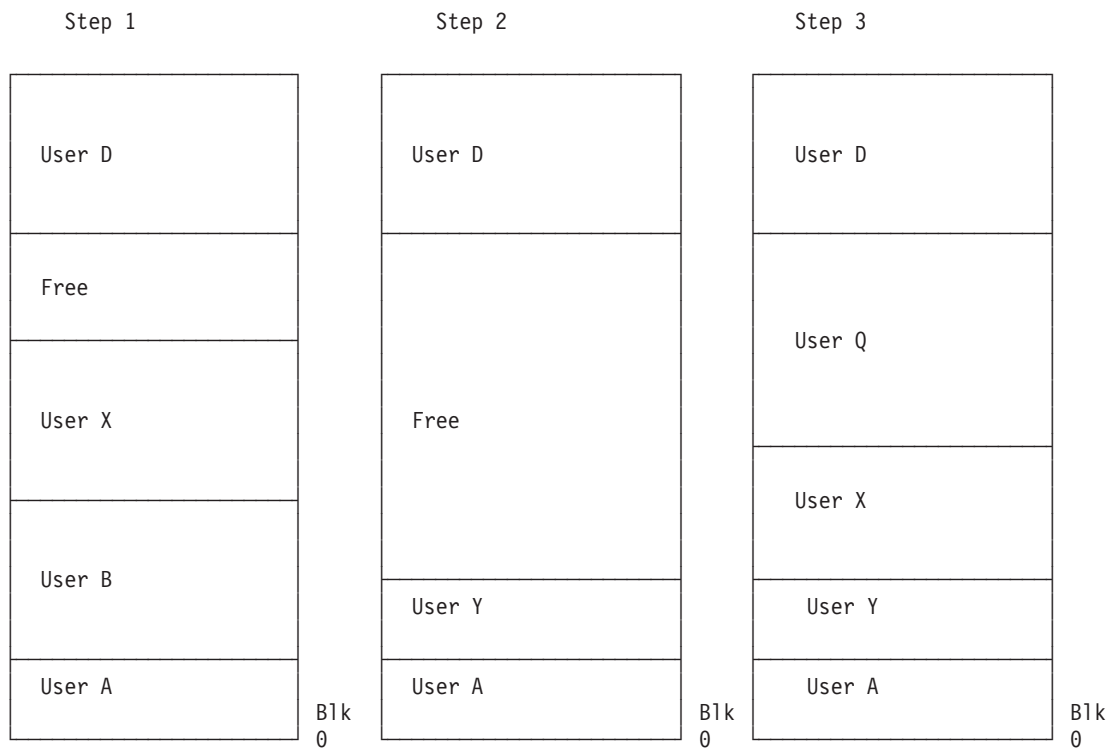 Step 1 Step 2 Step 3
User D User D User D
Free
User Q
User X Free
User X
User B
User Y User Y
User A User A User A
Blk Blk Blk
0 0 0